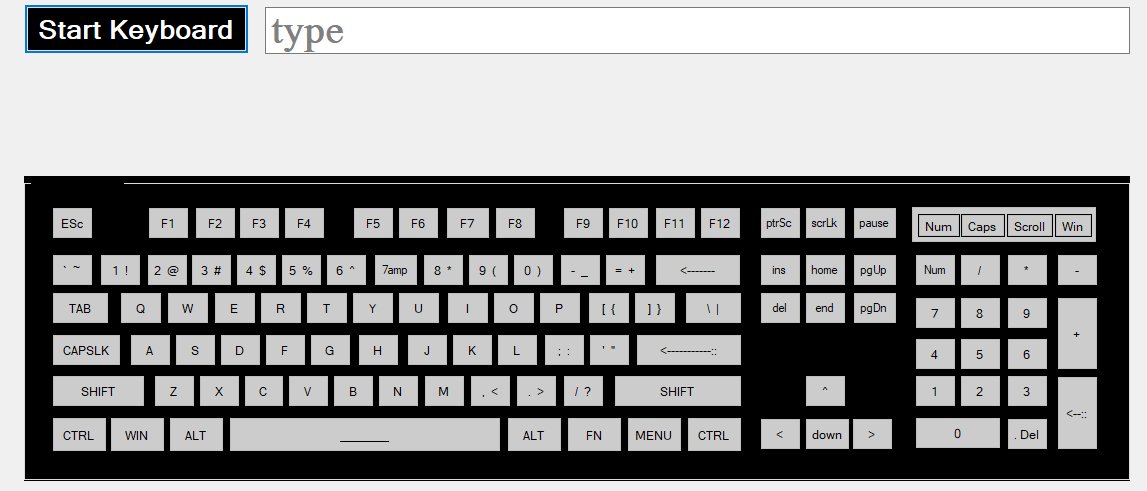 Start Keyboard type
ESc F1 F2 F3 F4 F5 F6 F7 F8 F9 F10 F11 F12 ptrSc scrLk pause Num Caps Scroll Win
` ~ 1 ! 2 @ 3 # 4 $ 5 % 6 ^ 7amp 8 * 9 ( 0 ) - _ = + <------- ins home pgUp Num / * -
TAB Q W E R T Y U I O P [ { ] } \ | del end pgDn 7 8 9 +
CAPSLK A S D F G H J K L ; : ' " <-----------:: 4 5 6
SHIFT Z X C V B N M , < . > / ? SHIFT ^ 1 2 3 <--::
CTRL WIN ALT ________ ALT FN MENU CTRL < down > 0 . Del